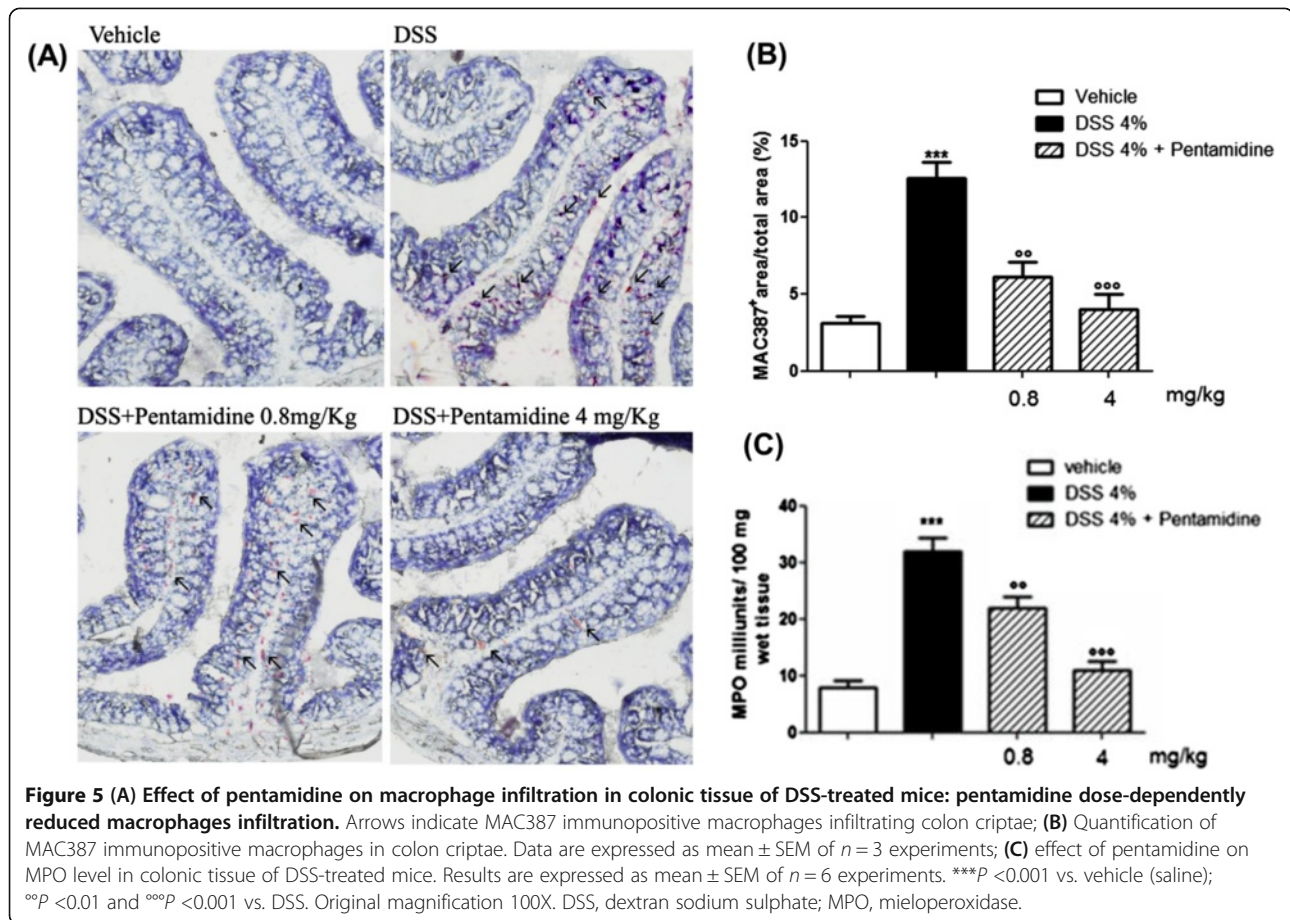 (A)
Vehicle
DSS
DSS+Pentamidine 0.8mg/Kg
DSS+Pentamidine 4 mg/Kg
(B)
Vehicle
DSS 4%
DSS 4% + Pentamidine
MAC387⁺ area/total area (%)
15
10
5
0
***
°°
°°°
0.8
4
mg/kg
(C)
vehicle
DSS 4%
DSS 4% + Pentamidine
MPO milliunits/ 100 mg
wet tissue
40
30
20
10
0
***
°°
°°°
0.8
4
mg/kg
Figure 5 (A) Effect of pentamidine on macrophage infiltration in colonic tissue of DSS-treated mice: pentamidine dose-dependently
reduced macrophages infiltration. Arrows indicate MAC387 immunopositive macrophages infiltrating colon criptae; (B) Quantification of
MAC387 immunopositive macrophages in colon criptae. Data are expressed as mean ± SEM of n = 3 experiments; (C) effect of pentamidine on
MPO level in colonic tissue of DSS-treated mice. Results are expressed as mean ± SEM of n = 6 experiments. ***P <0.001 vs. vehicle (saline);
°°P <0.01 and °°°P <0.001 vs. DSS. Original magnification 100X. DSS, dextran sodium sulphate; MPO, mieloperoxidase.